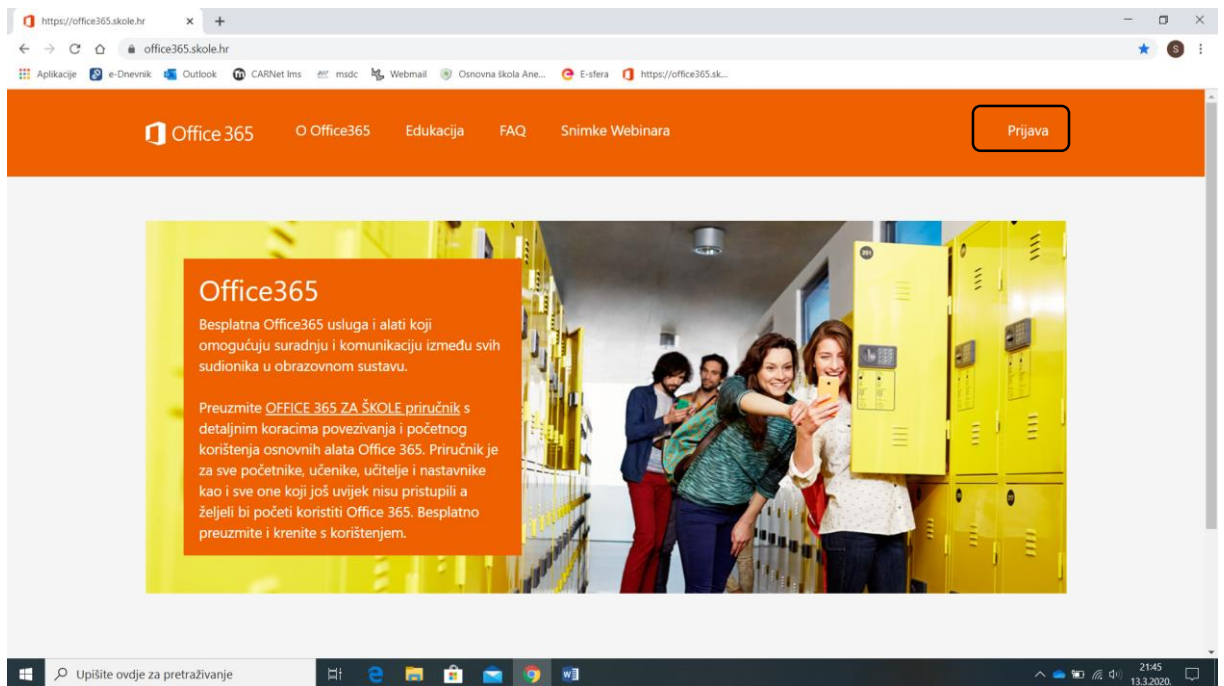 https://office365.skole.hr
office365.skole.hr
S
Aplikacije e-Dnevnik Outlook CARNet lms msdc Webmail Osnovna škola Ane... E-sfera https://office365.sk...
Office 365 O Office365 Edukacija FAQ Snimke Webinara Prijava
Office365
Besplatna Office365 usluga i alati koji
omogućuju suradnju i komunikaciju između svih
sudionika u obrazovnom sustavu.
Preuzmite OFFICE 365 ZA ŠKOLE priručnik s
detaljnim koracima povezivanja i početnog
korištenja osnovnih alata Office 365. Priručnik je
za sve početnike, učenike, učitelje i nastavnike
kao i sve one koji još uvijek nisu pristupili a
željeli bi početi koristiti Office 365. Besplatno
preuzmite i krenite s korištenjem.
201
Upišite ovdje za pretraživanje
21:45
13.3.2020.